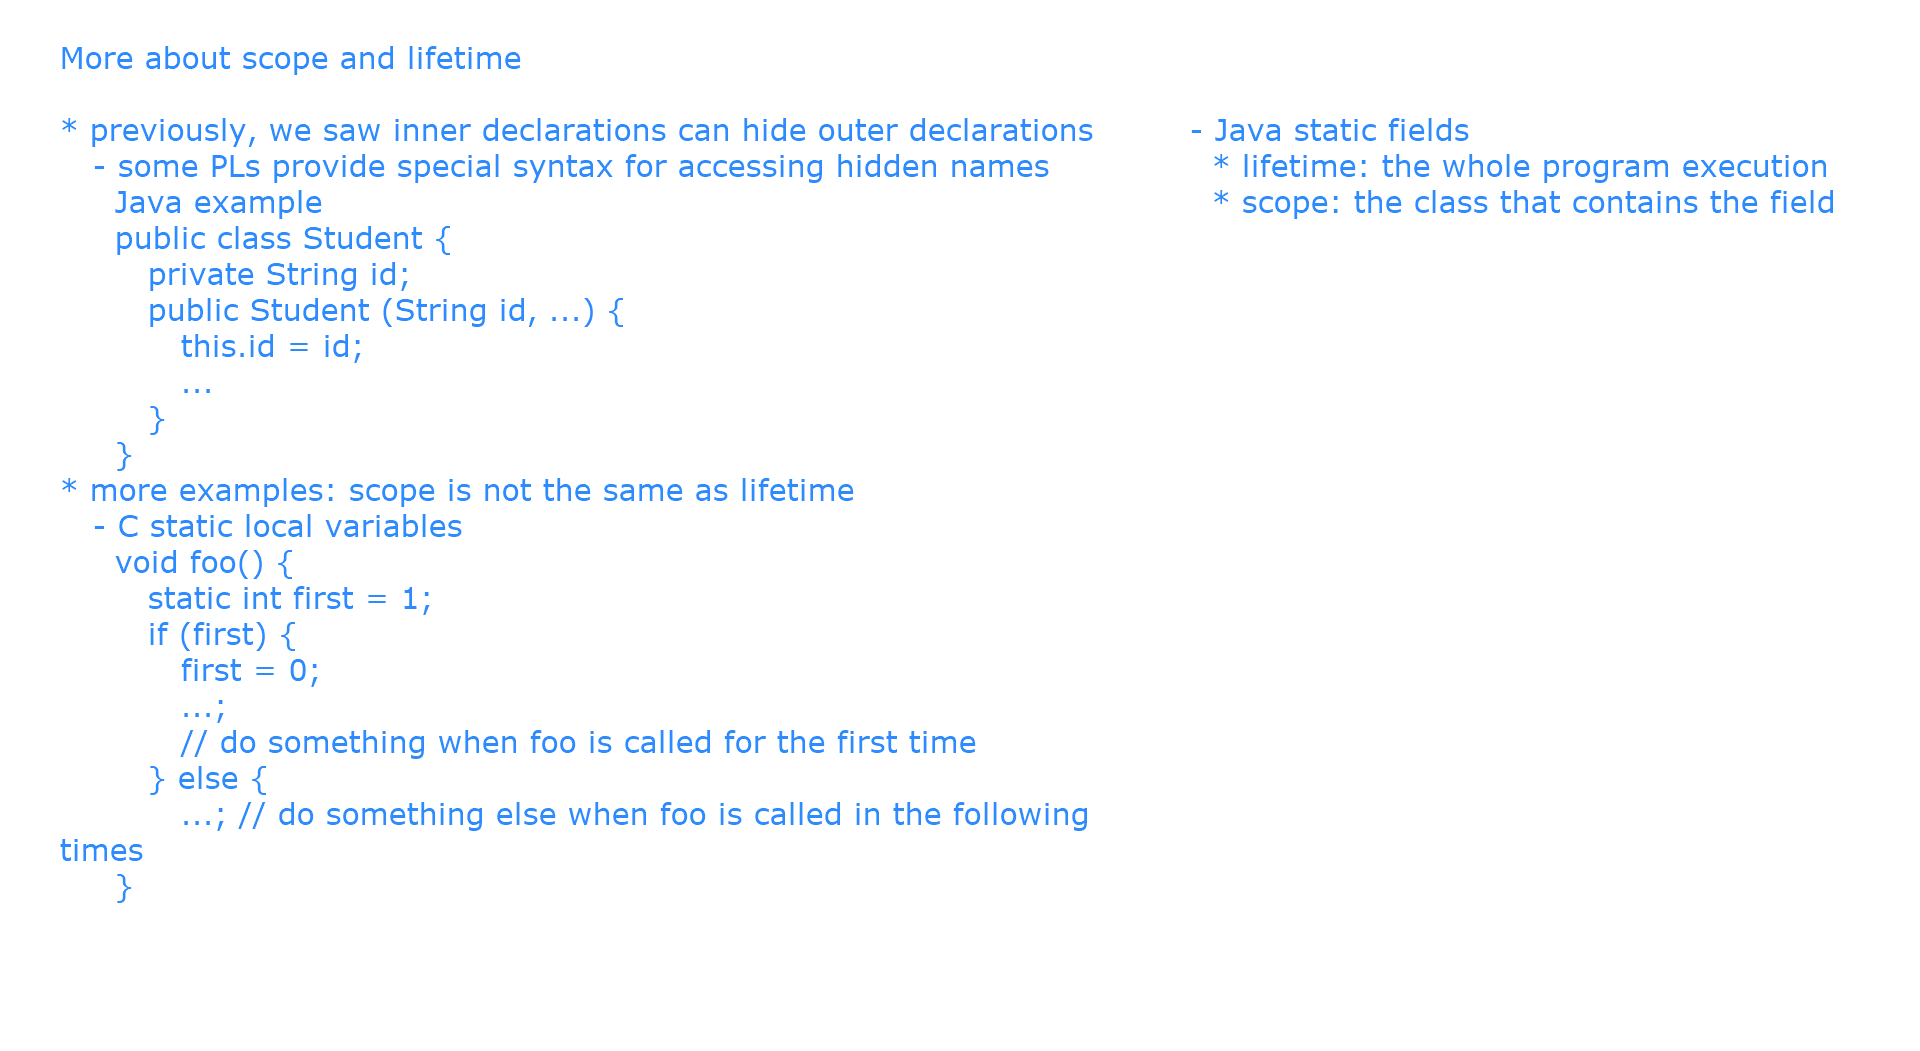 More about scope and lifetime
* previously, we saw inner declarations can hide outer declarations
- some PLs provide special syntax for accessing hidden names
Java example
public class Student {
private String id;
public Student (String id, ...) {
this.id = id;
...
}
}
* more examples: scope is not the same as lifetime
- C static local variables
void foo() {
static int first = 1;
if (first) {
first = 0;
...;
// do something when foo is called for the first time
} else {
...; // do something else when foo is called in the following
times
}
- Java static fields
* lifetime: the whole program execution
* scope: the class that contains the field